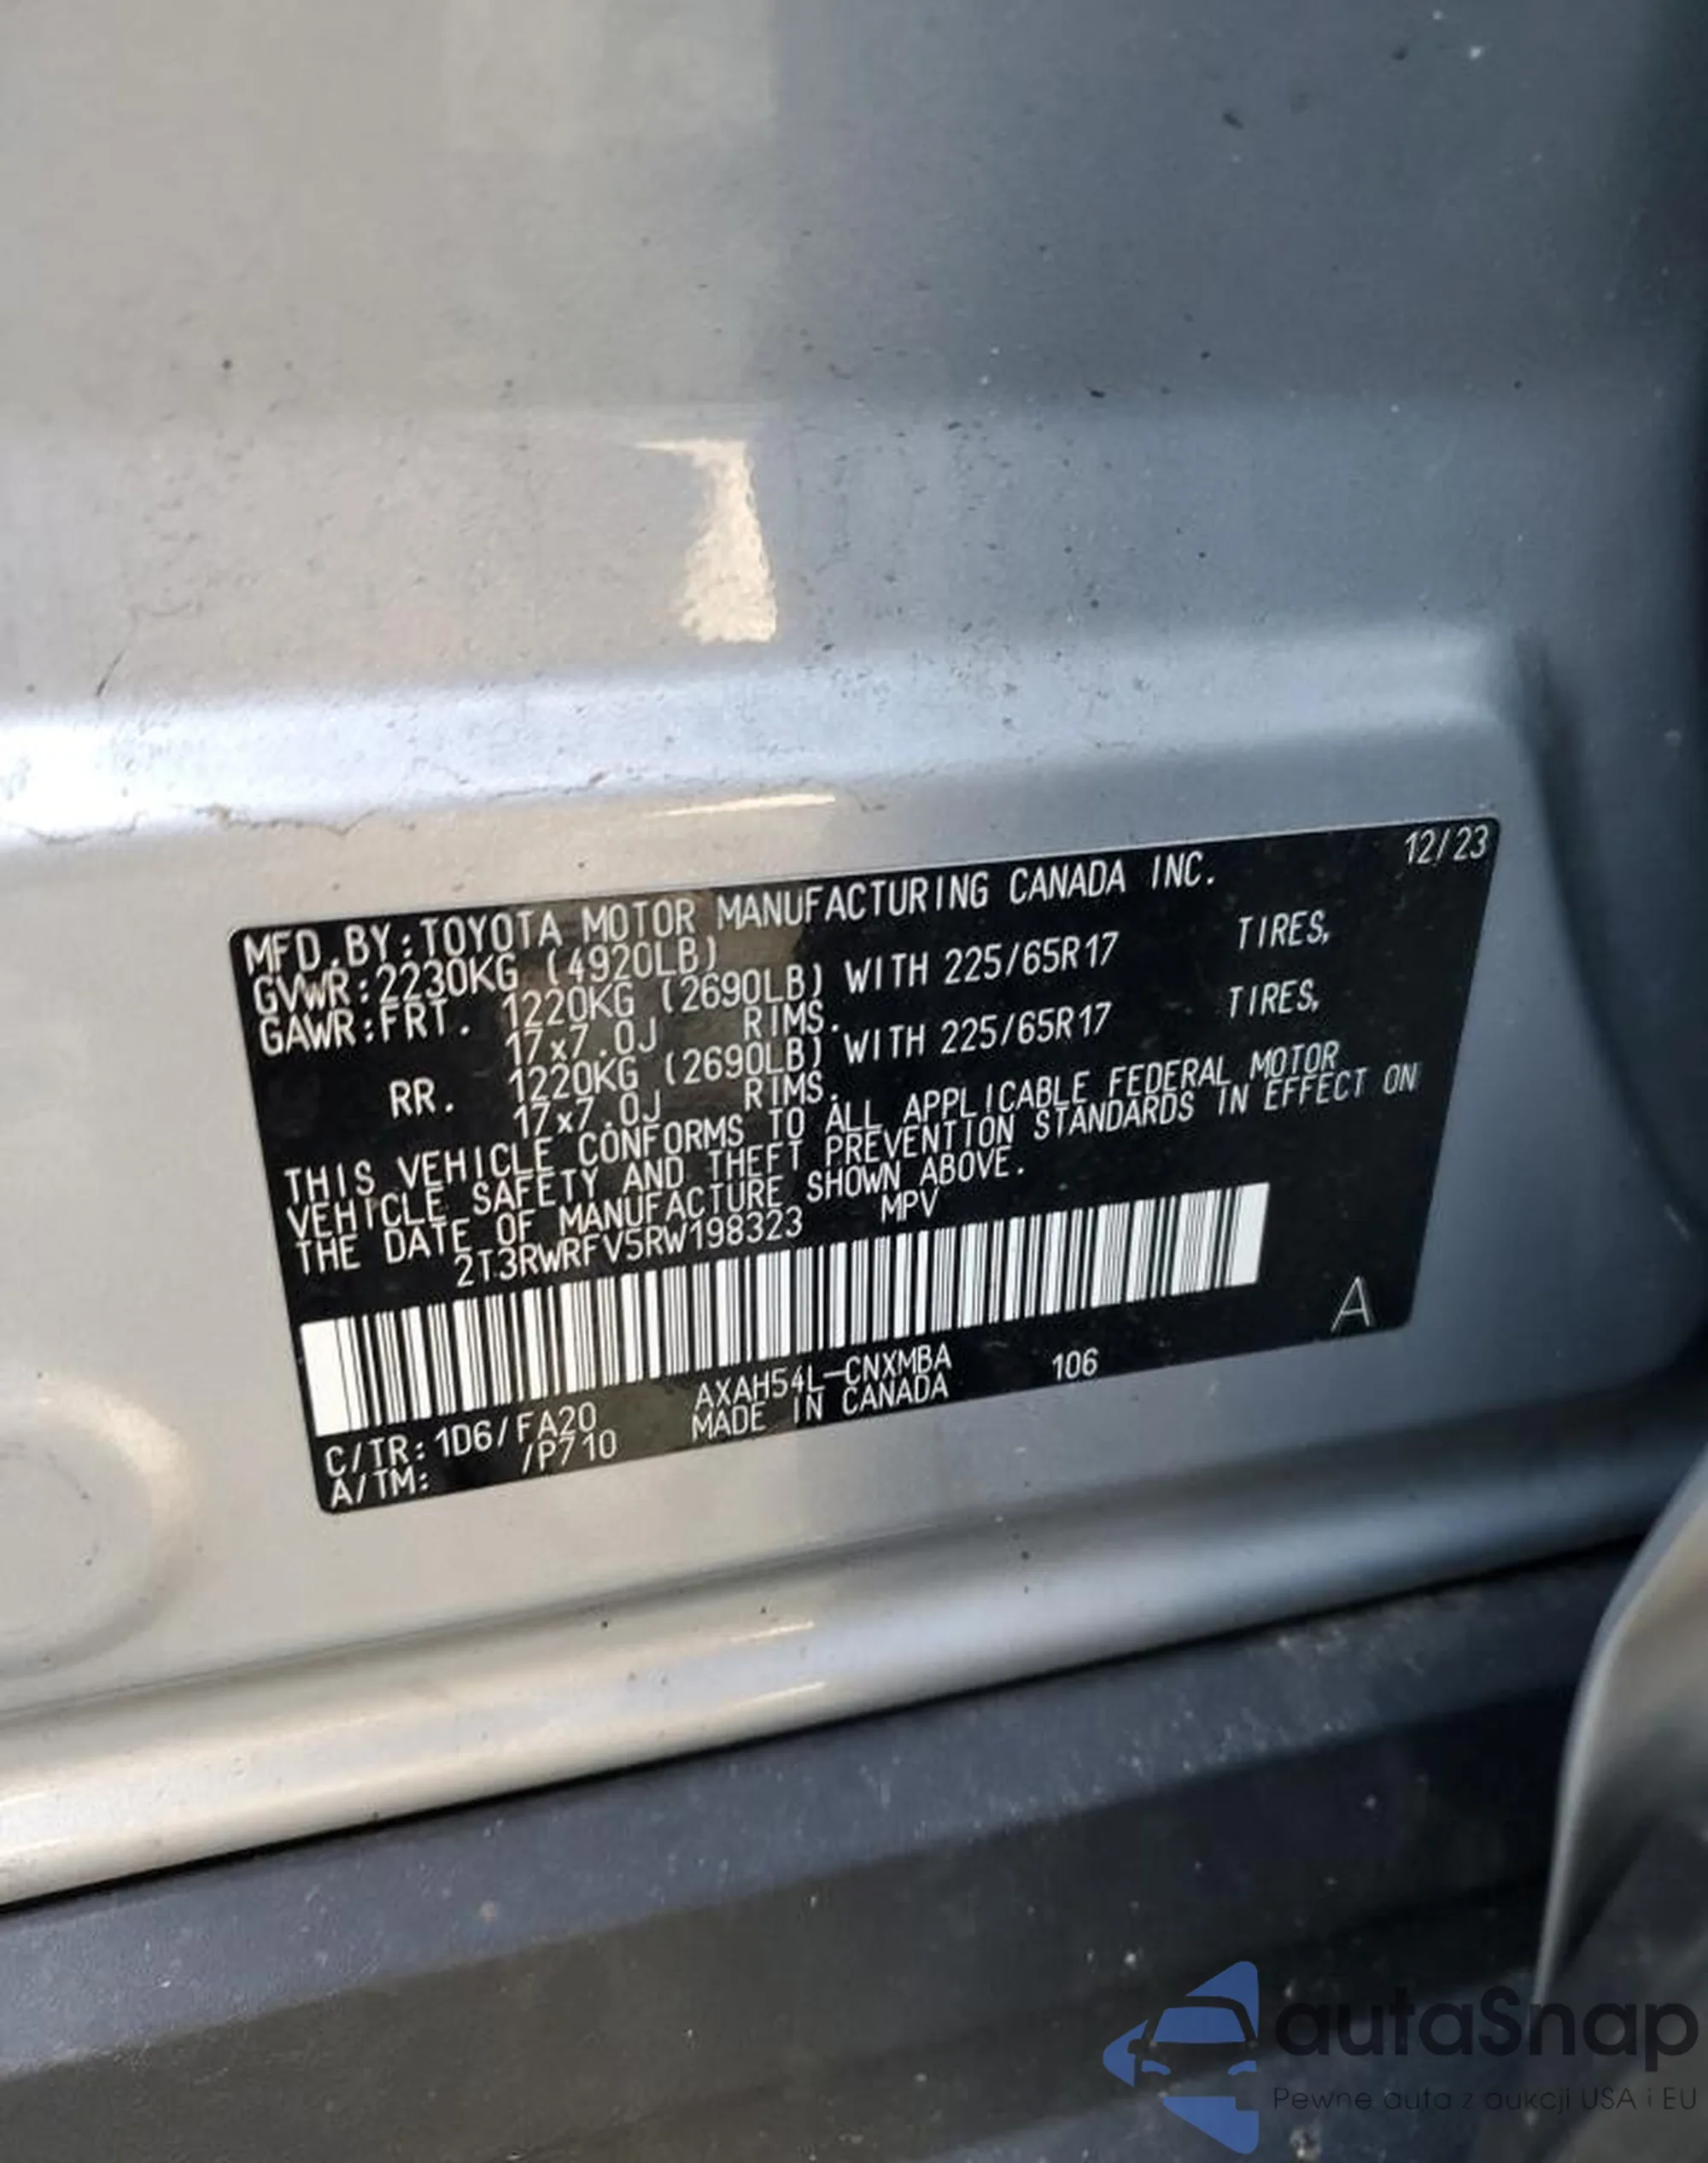 12/23
MFD.BY:TOYOTA MOTOR MANUFACTURING CANADA INC.
GVWR:2230KG (4920LB)
GAWR:FRT. 1220KG (2690LB) WITH 225/65R17 TIRES,
17x7.0J RIMS.
RR. 1220KG (2690LB) WITH 225/65R17 TIRES,
17x7.0J RIMS.
THIS VEHICLE CONFORMS TO ALL APPLICABLE FEDERAL MOTOR
VEHICLE SAFETY AND THEFT PREVENTION STANDARDS IN EFFECT ON
THE DATE OF MANUFACTURE SHOWN ABOVE.
2T3RWRFV5RW198323 MPV
A
C/TR:1D6/FA20 AXAH54L-CNXMBA 106
A/TM: /P710 MADE IN CANADA
autaSnap
Pewne auta z aukcji USA i EU